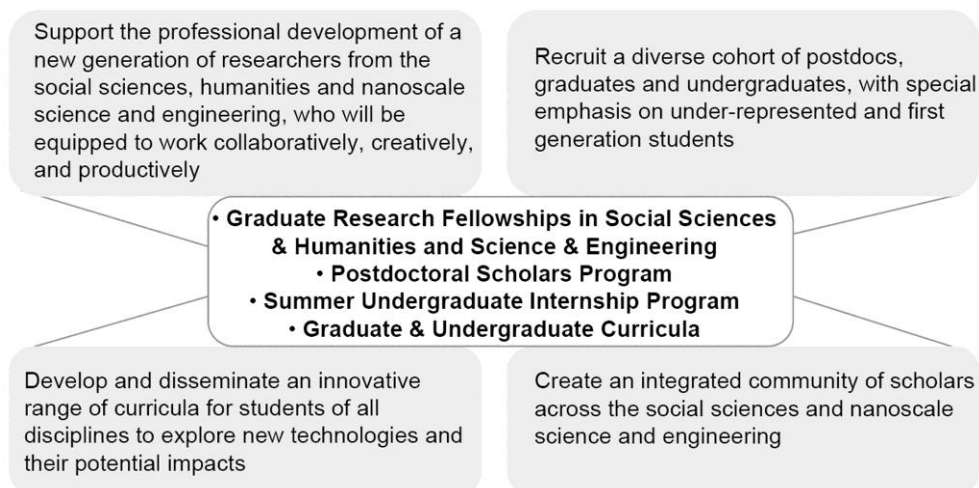 Support the professional development of a
new generation of researchers from the
social sciences, humanities and nanoscale
science and engineering, who will be
equipped to work collaboratively, creatively,
and productively
Recruit a diverse cohort of postdocs,
graduates and undergraduates, with special
emphasis on under-represented and first
generation students
• Graduate Research Fellowships in Social Sciences
& Humanities and Science & Engineering
• Postdoctoral Scholars Program
• Summer Undergraduate Internship Program
• Graduate & Undergraduate Curricula
Develop and disseminate an innovative
range of curricula for students of all
disciplines to explore new technologies and
their potential impacts
Create an integrated community of scholars
across the social sciences and nanoscale
science and engineering